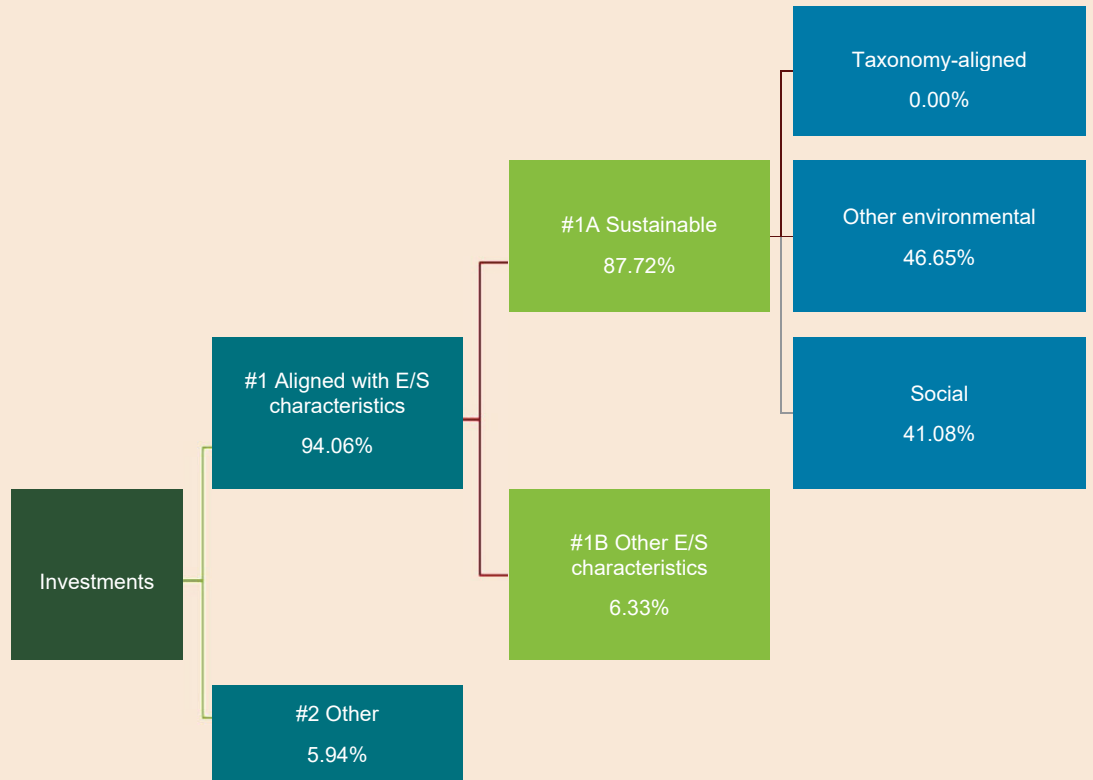 Taxonomy-aligned
0.00%
#1A Sustainable
87.72%
Other environmental
46.65%
#1 Aligned with E/S
characteristics
94.06%
Social
41.08%
Investments
#1B Other E/S
characteristics
6.33%
#2 Other
5.94%